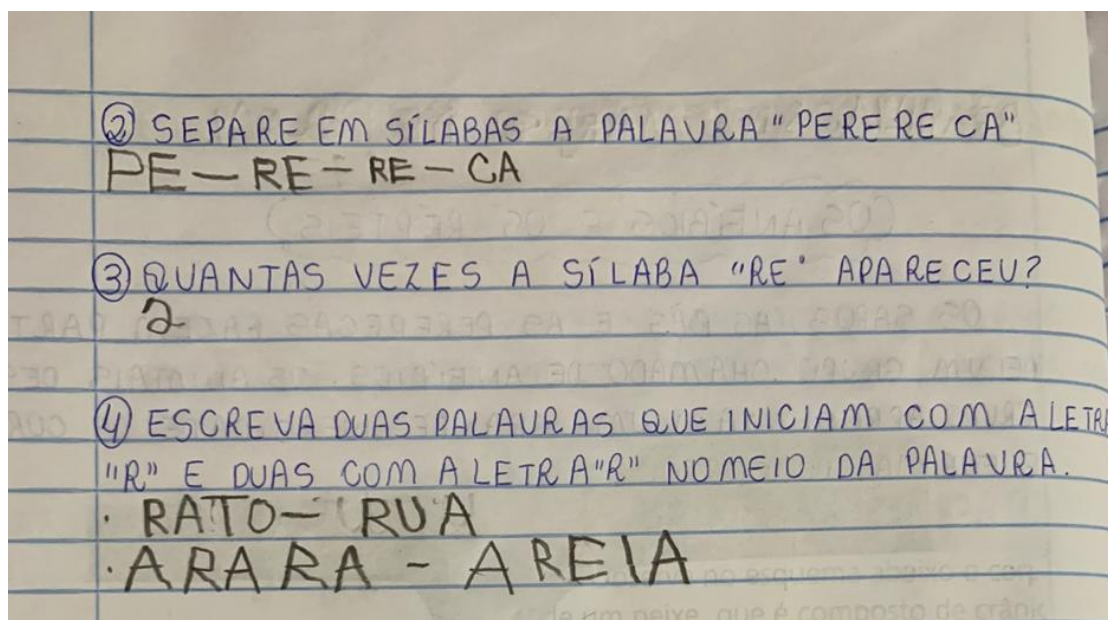 ② SEPARE EM SÍLABAS A PALAVRA "PERERECA"
PE - RE - RE - CA
③ QUANTAS VEZES A SÍLABA "RE" APARECEU?
2
④ ESCREVA DUAS PALAVRAS QUE INICIAM COM A LETRA
"R" E DUAS COM A LETRA "R" NO MEIO DA PALAVRA.
· RATO - RUA
· ARARA - AREIA